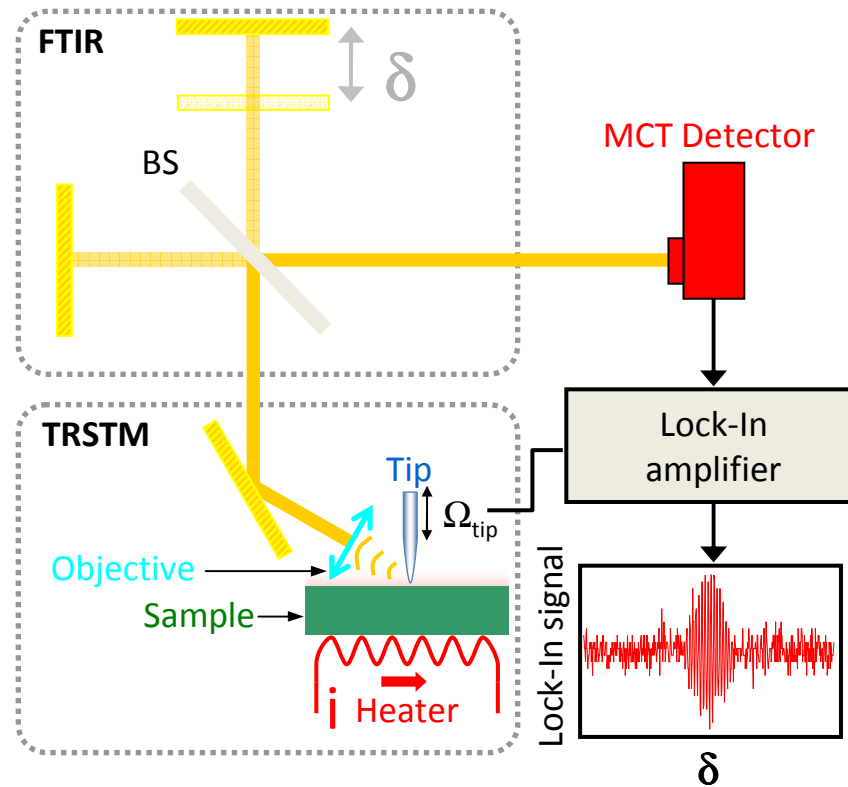 FTIR
δ
BS
MCT Detector
TRSTM
Tip
Ω_tip
Lock-In
amplifier
Objective
Sample
i
Heater
Lock-In signal
δ